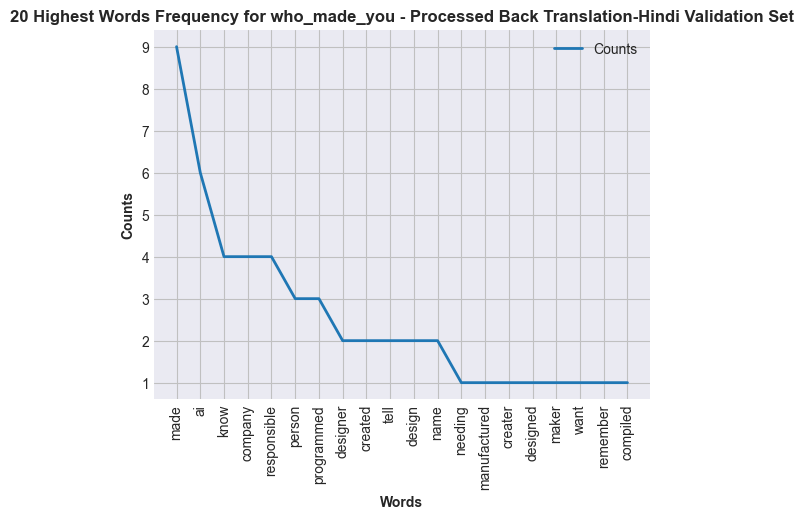 20 Highest Words Frequency for who_made_you - Processed Back Translation-Hindi Validation Set
Counts
9
8
7
6
5
4
3
2
1
Counts
made
ai
know
company
responsible
person
programmed
designer
created
tell
design
name
needing
manufactured
creater
designed
maker
want
remember
compiled
Words